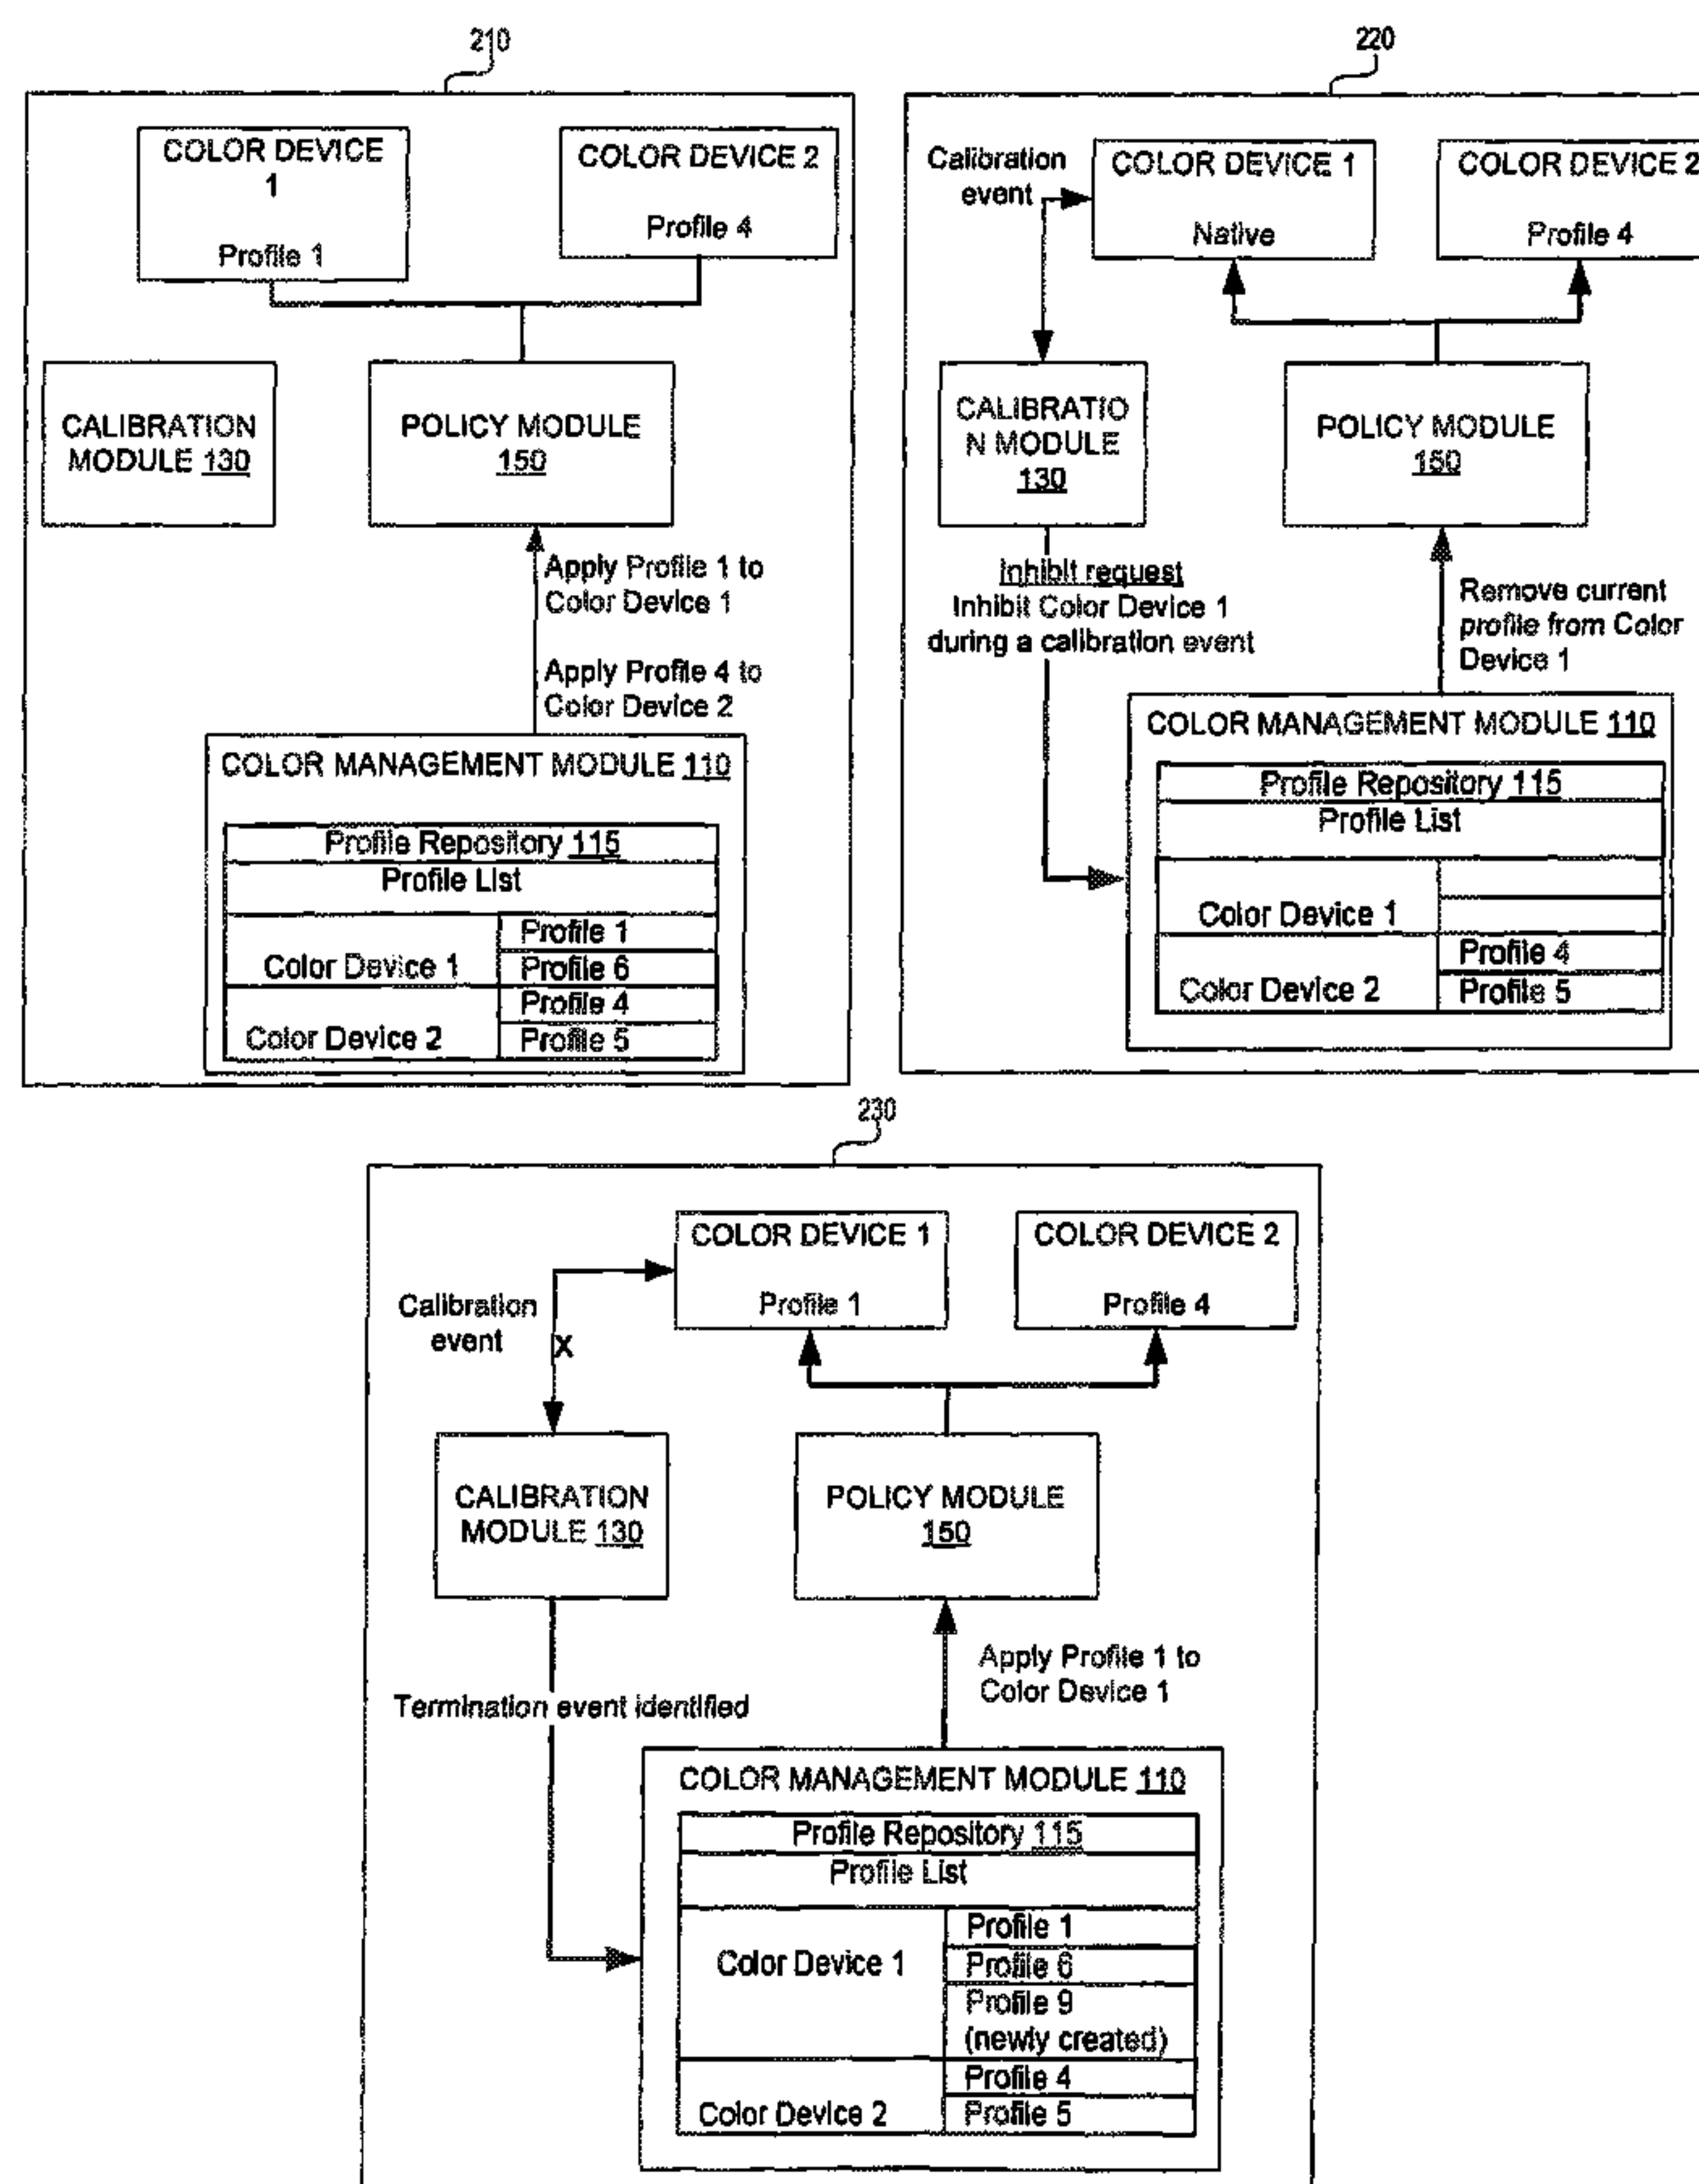 210
COLOR DEVICE
1
Profile 1
COLOR DEVICE 2
Profile 4
CALIBRATION
MODULE 130
POLICY MODULE
150
Apply Profile 1 to
Color Device 1
Apply Profile 4 to
Color Device 2
COLOR MANAGEMENT MODULE 110
Profile Repository 115
Profile List
Color Device 1
Profile 1
Profile 6
Color Device 2
Profile 4
Profile 5
220
Calibration
event
COLOR DEVICE 1
Native
COLOR DEVICE 2
Profile 4
CALIBRATIO
N MODULE
130
POLICY MODULE
150
Inhibit request
Inhibit Color Device 1
during a calibration event
Remove current
profile from Color
Device 1
COLOR MANAGEMENT MODULE 110
Profile Repository 115
Profile List
Color Device 1
Color Device 2
Profile 4
Profile 5
230
Calibration
event
X
COLOR DEVICE 1
Profile 1
COLOR DEVICE 2
Profile 4
CALIBRATION
MODULE 130
POLICY MODULE
150
Termination event identified
Apply Profile 1 to
Color Device 1
COLOR MANAGEMENT MODULE 110
Profile Repository 115
Profile List
Color Device 1
Profile 1
Profile 6
Profile 9
(newly created)
Color Device 2
Profile 4
Profile 5